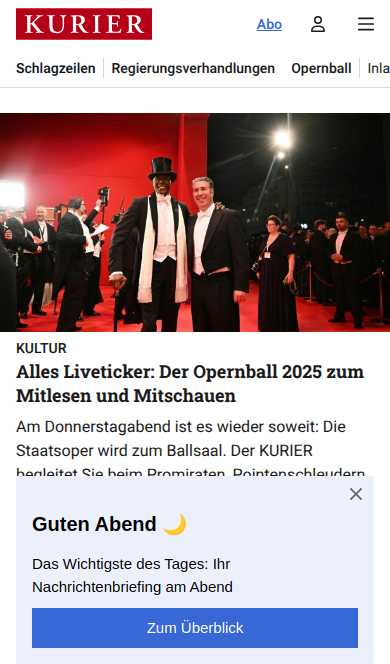 KURIER
Abo
Schlagzeilen
Regierungsverhandlungen
Opernball
Inla
KULTUR
Alles Liveticker: Der Opernball 2025 zum
Mitlesen und Mitschauen
Am Donnerstagabend ist es wieder soweit: Die
Staatsoper wird zum Ballsaal. Der KURIER
begleitet Sie beim Promiraten, Pointenschleudern
Guten Abend 🌙
Das Wichtigste des Tages: Ihr
Nachrichtenbriefing am Abend
Zum Überblick